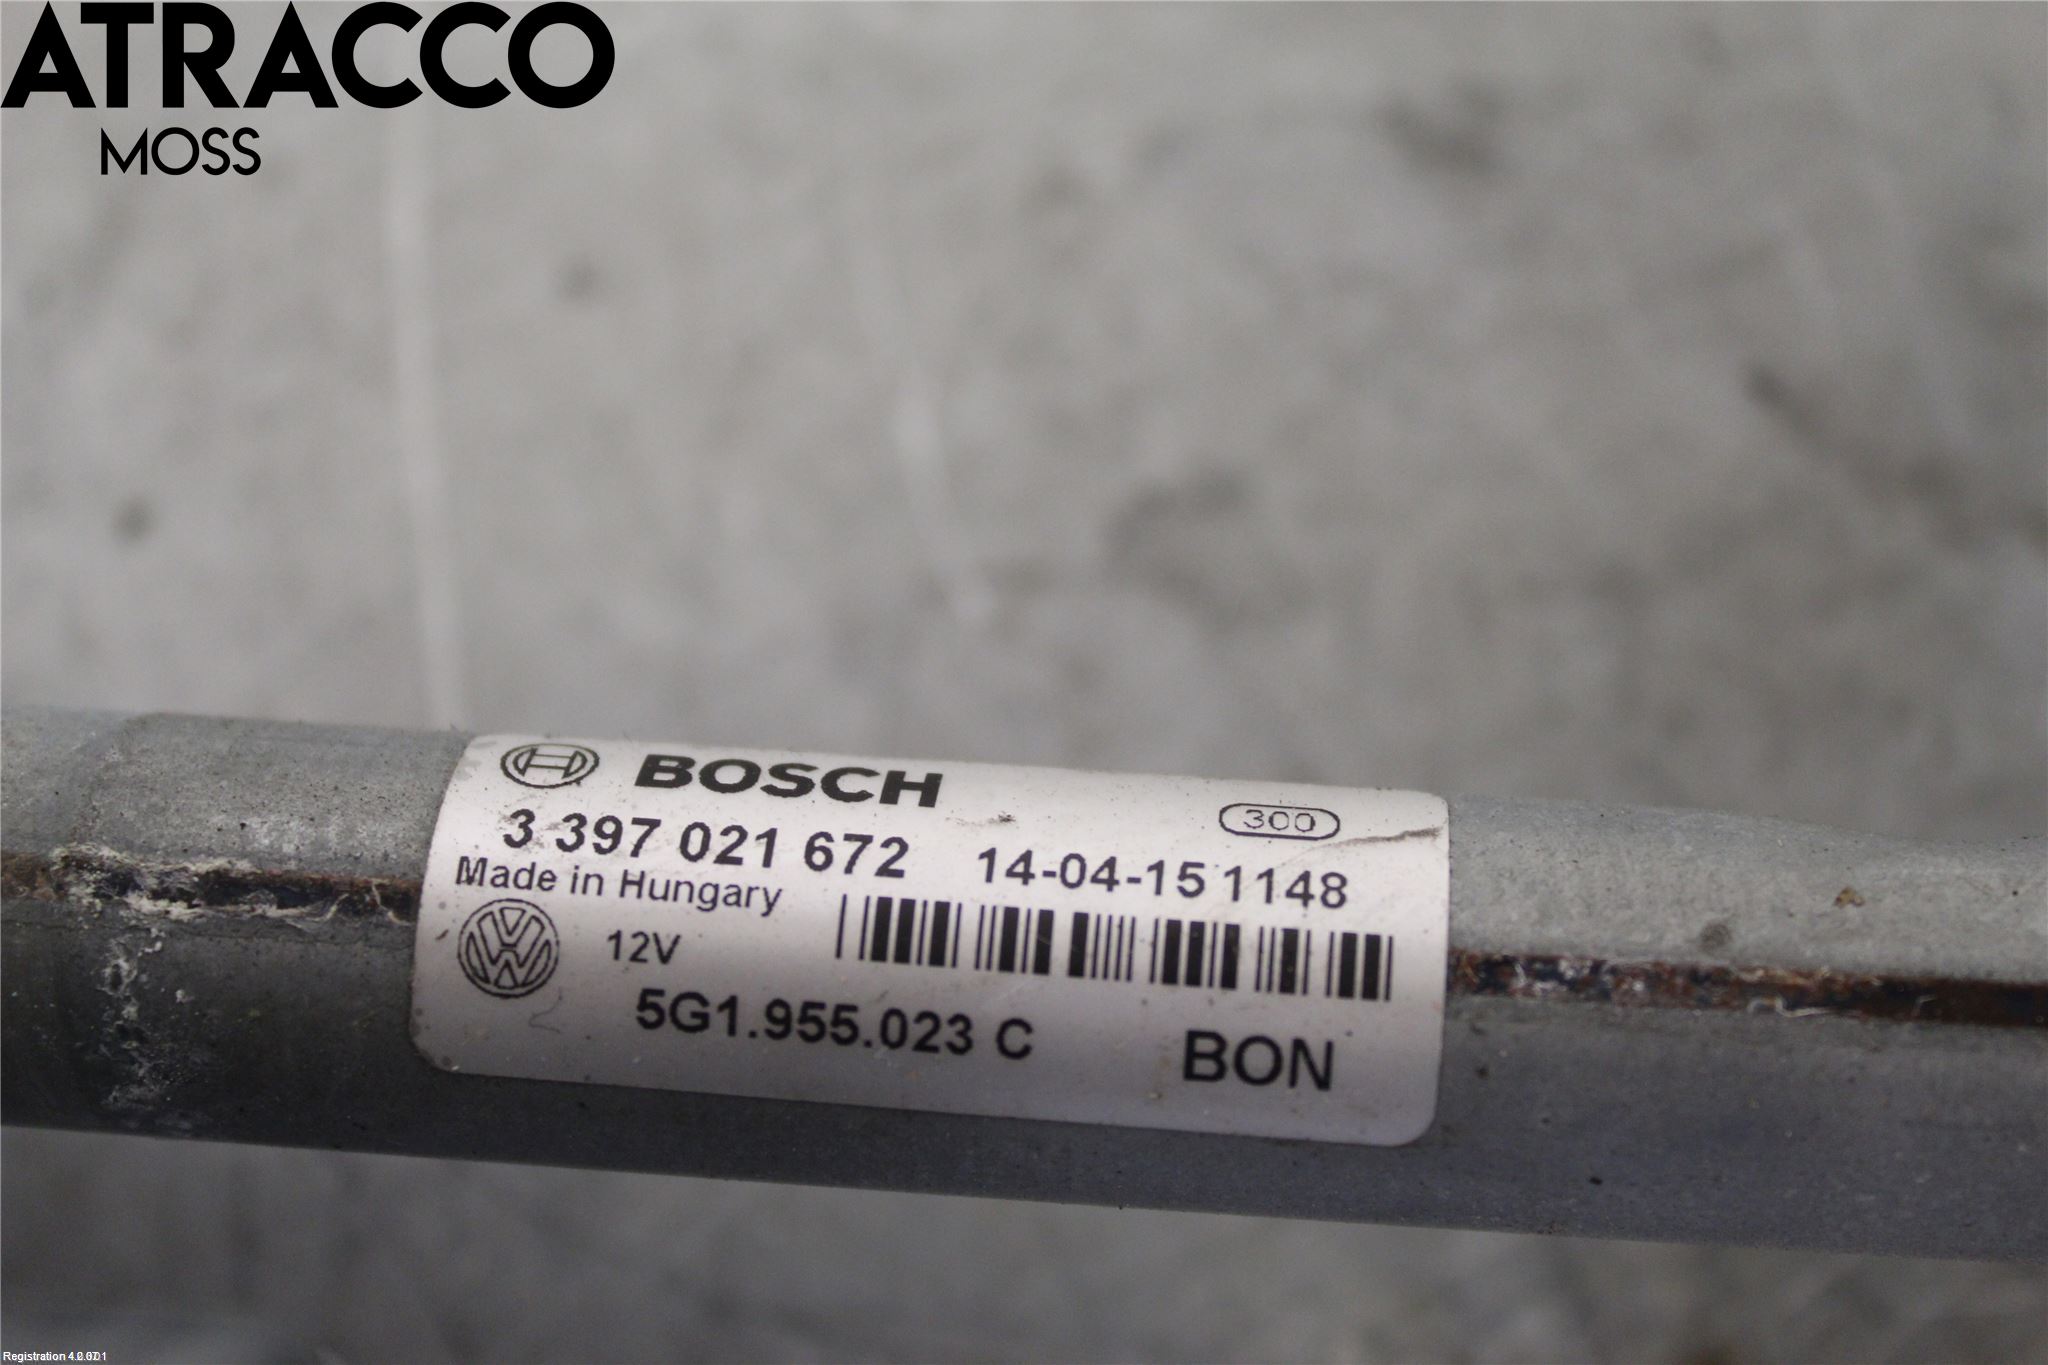 ATRACCO
MOSS
BOSCH
300
3 397 021 672 14-04-15 1148
Made in Hungary
12V
5G1.955.023 C BON
Registration